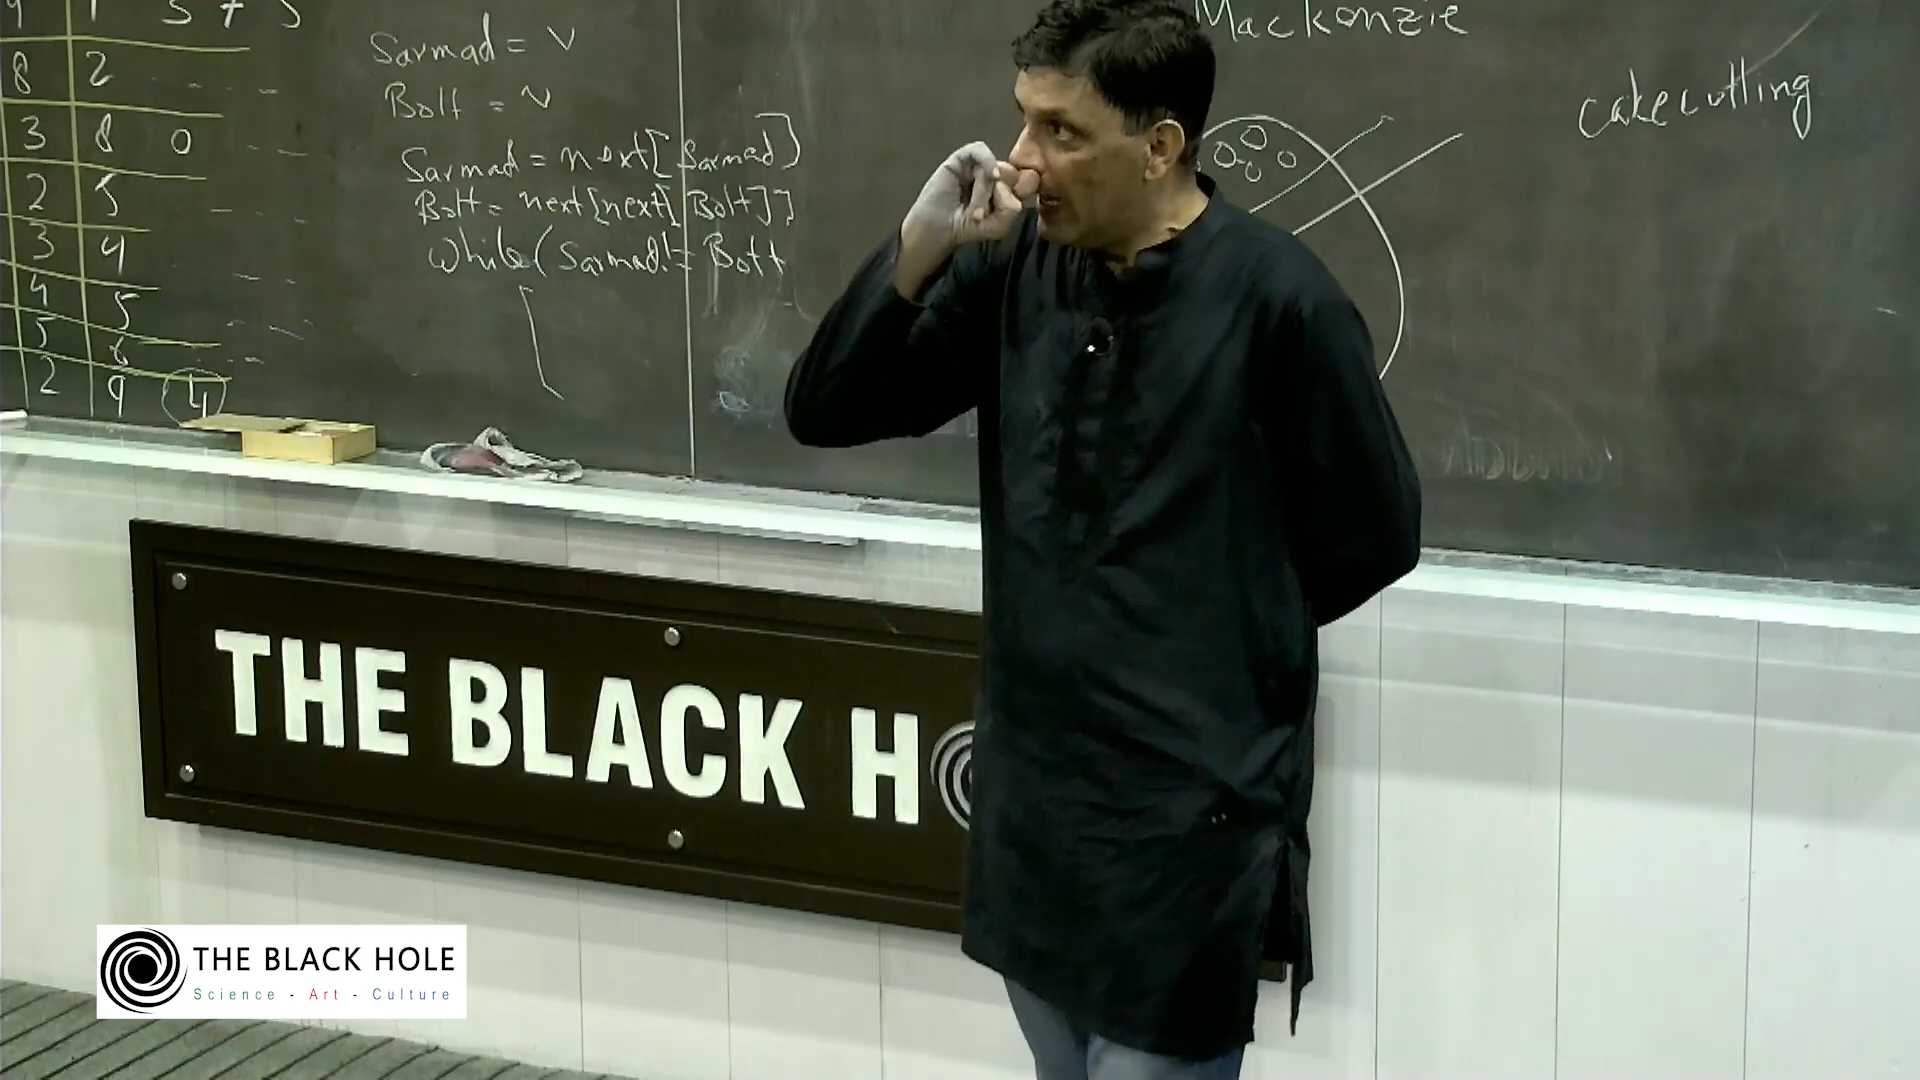 8 2
3 8 0
2 5
3 4
4 5
5 6
2 9 4
Sarmad = v
Bolt = v
Sarmad = next[Sarmad]
Bolt = next[next[Bolt]]
while(Sarmad != Bolt
Mackenzie
cakecutting
THE BLACK H
THE BLACK HOLE
Science - Art - Culture